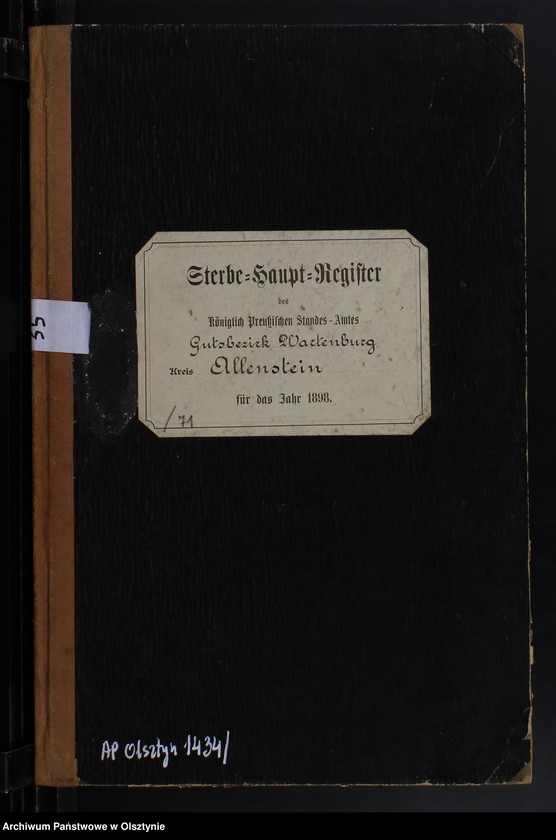 Sterbe-Haupt-Register
des
Königlich Preußischen Standes-Amtes
Gutsbezirk Wartenburg
Kreis Allenstein
für das Jahr 1898.
/71
55
AP Olsztyn 1434/
Archiwum Państwowe w Olsztynie